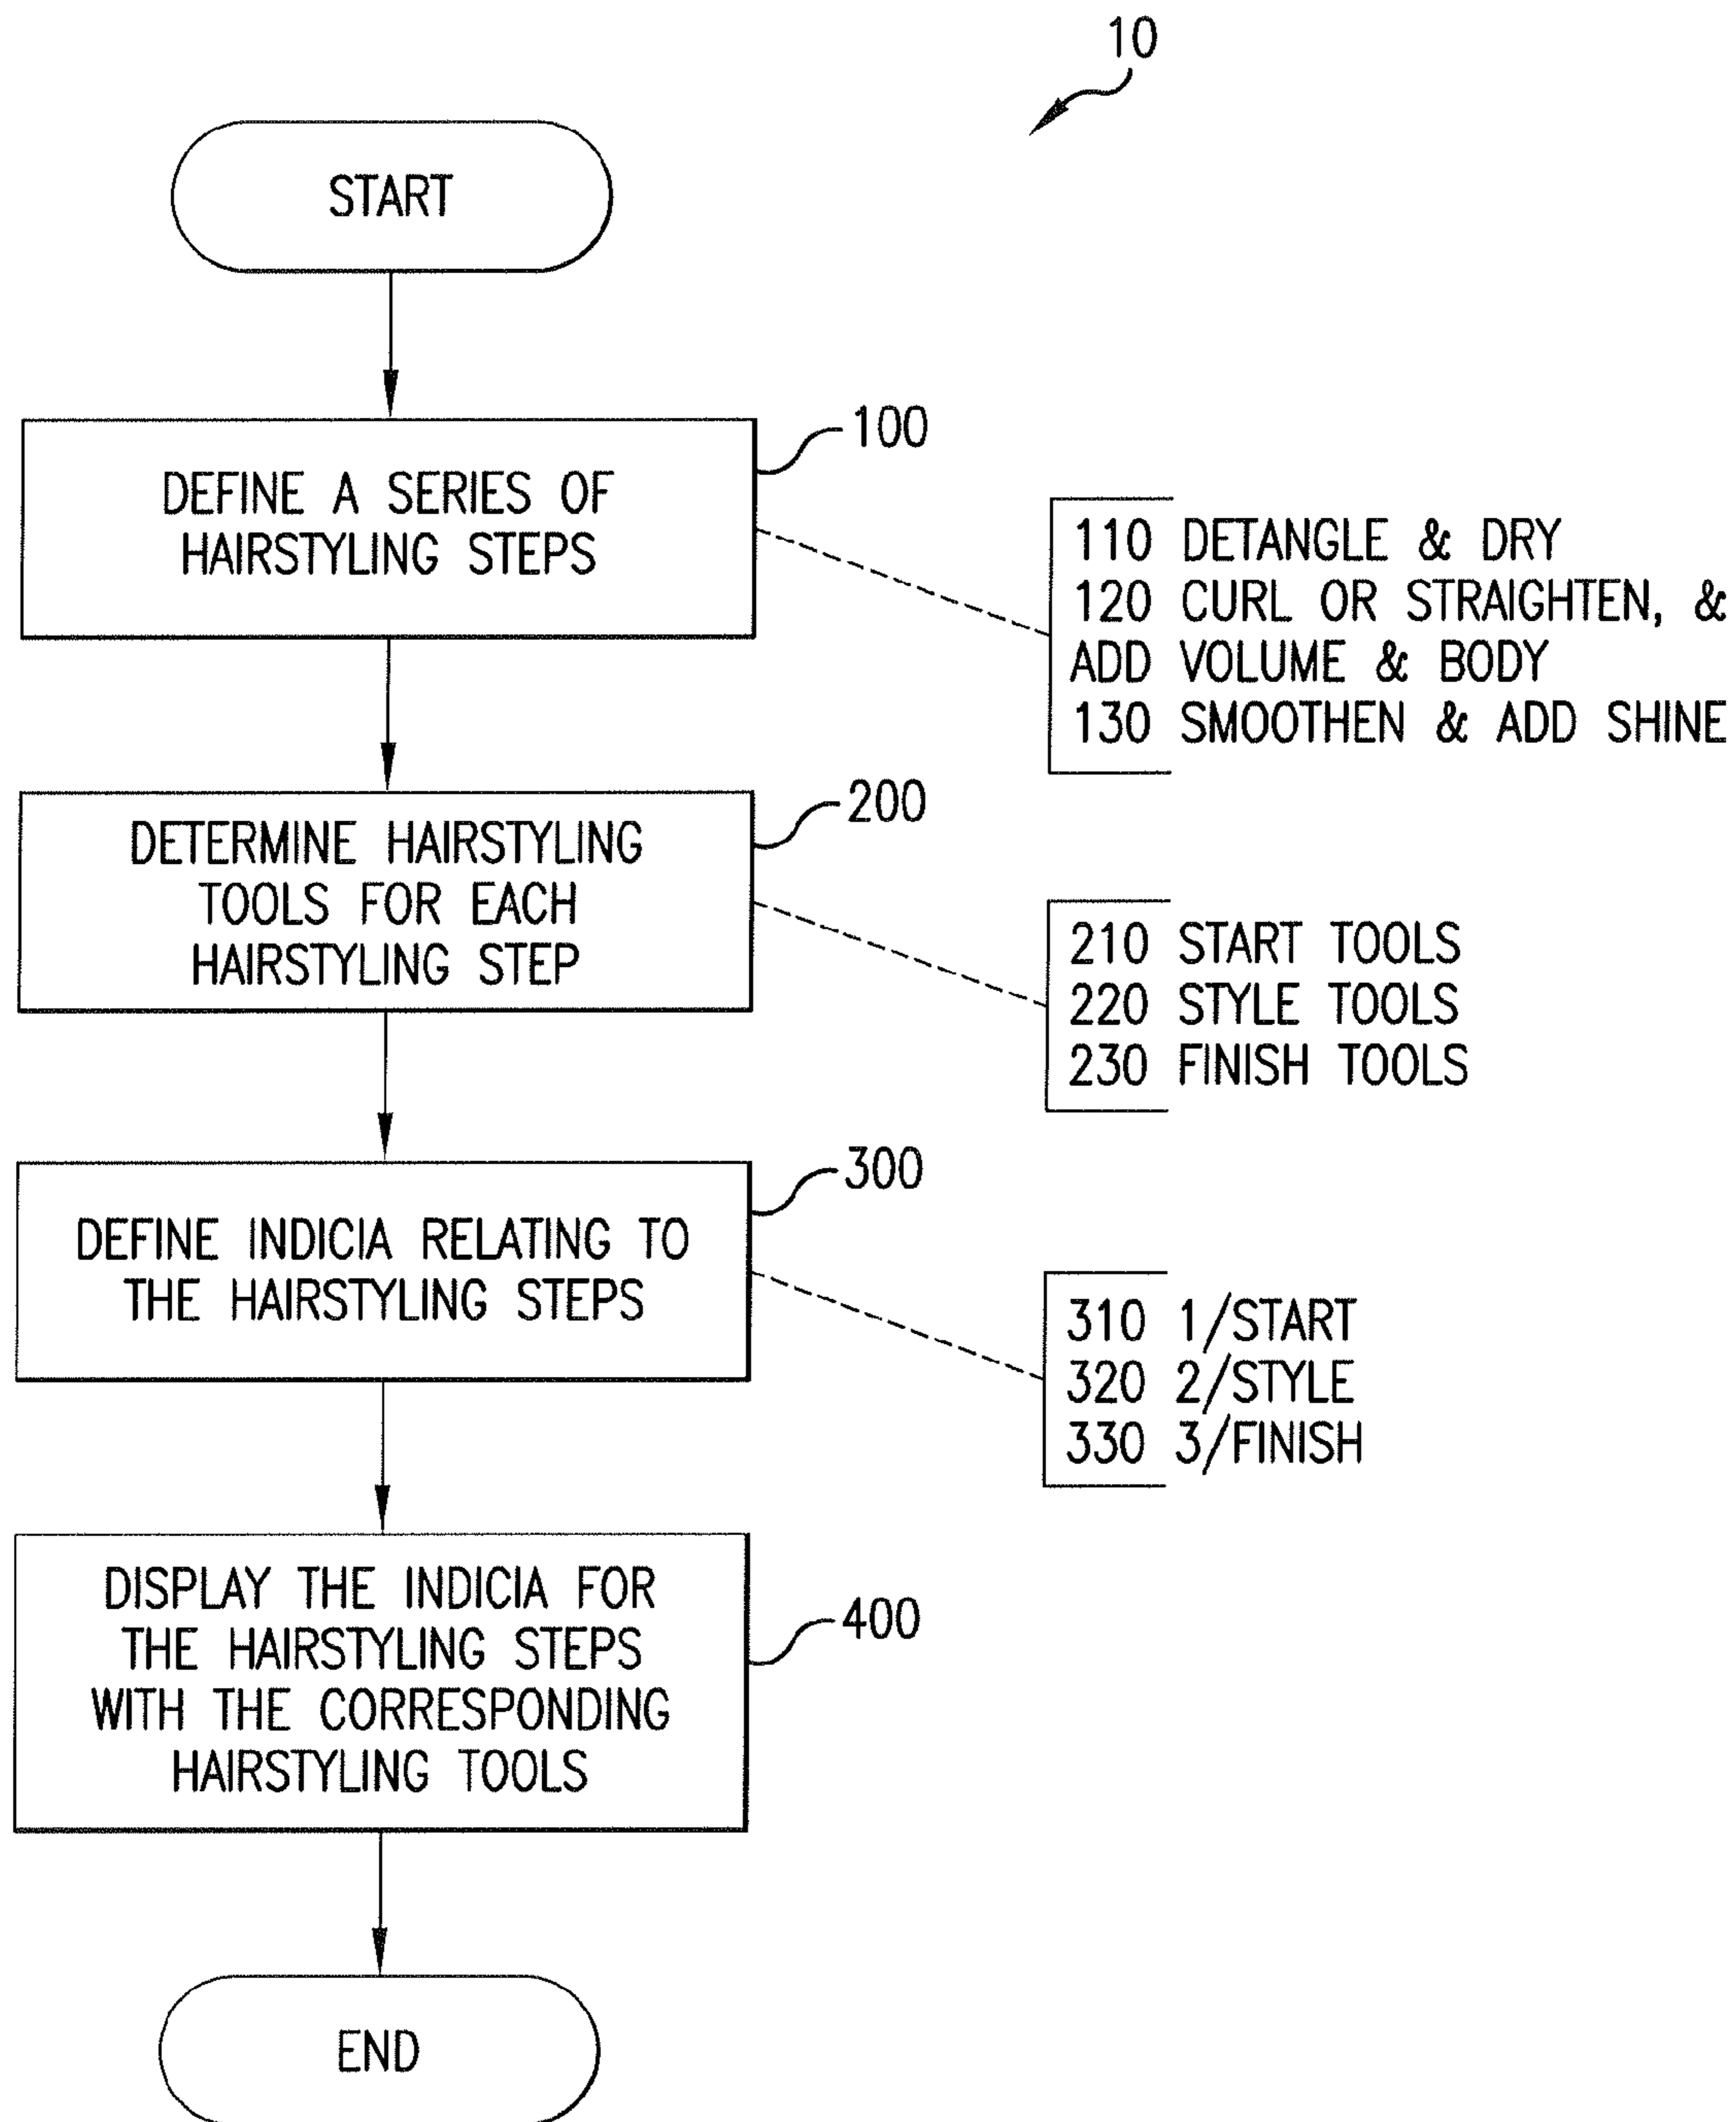 10
START
100
DEFINE A SERIES OF
HAIRSTYLING STEPS
110 DETANGLE & DRY
120 CURL OR STRAIGHTEN, &
ADD VOLUME & BODY
130 SMOOTHEN & ADD SHINE
200
DETERMINE HAIRSTYLING
TOOLS FOR EACH
HAIRSTYLING STEP
210 START TOOLS
220 STYLE TOOLS
230 FINISH TOOLS
300
DEFINE INDICIA RELATING TO
THE HAIRSTYLING STEPS
310 1/START
320 2/STYLE
330 3/FINISH
400
DISPLAY THE INDICIA FOR
THE HAIRSTYLING STEPS
WITH THE CORRESPONDING
HAIRSTYLING TOOLS
END